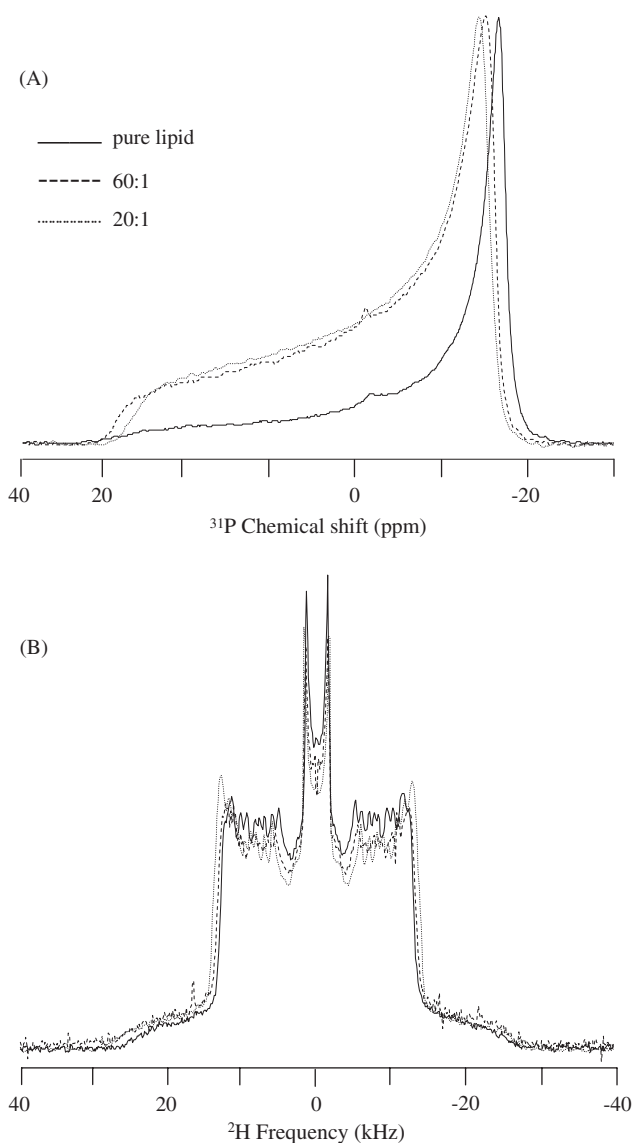 (A)
pure lipid
60:1
20:1
40 20 0 -20
³¹P Chemical shift (ppm)
(B)
40 20 0 -20 -40
²H Frequency (kHz)